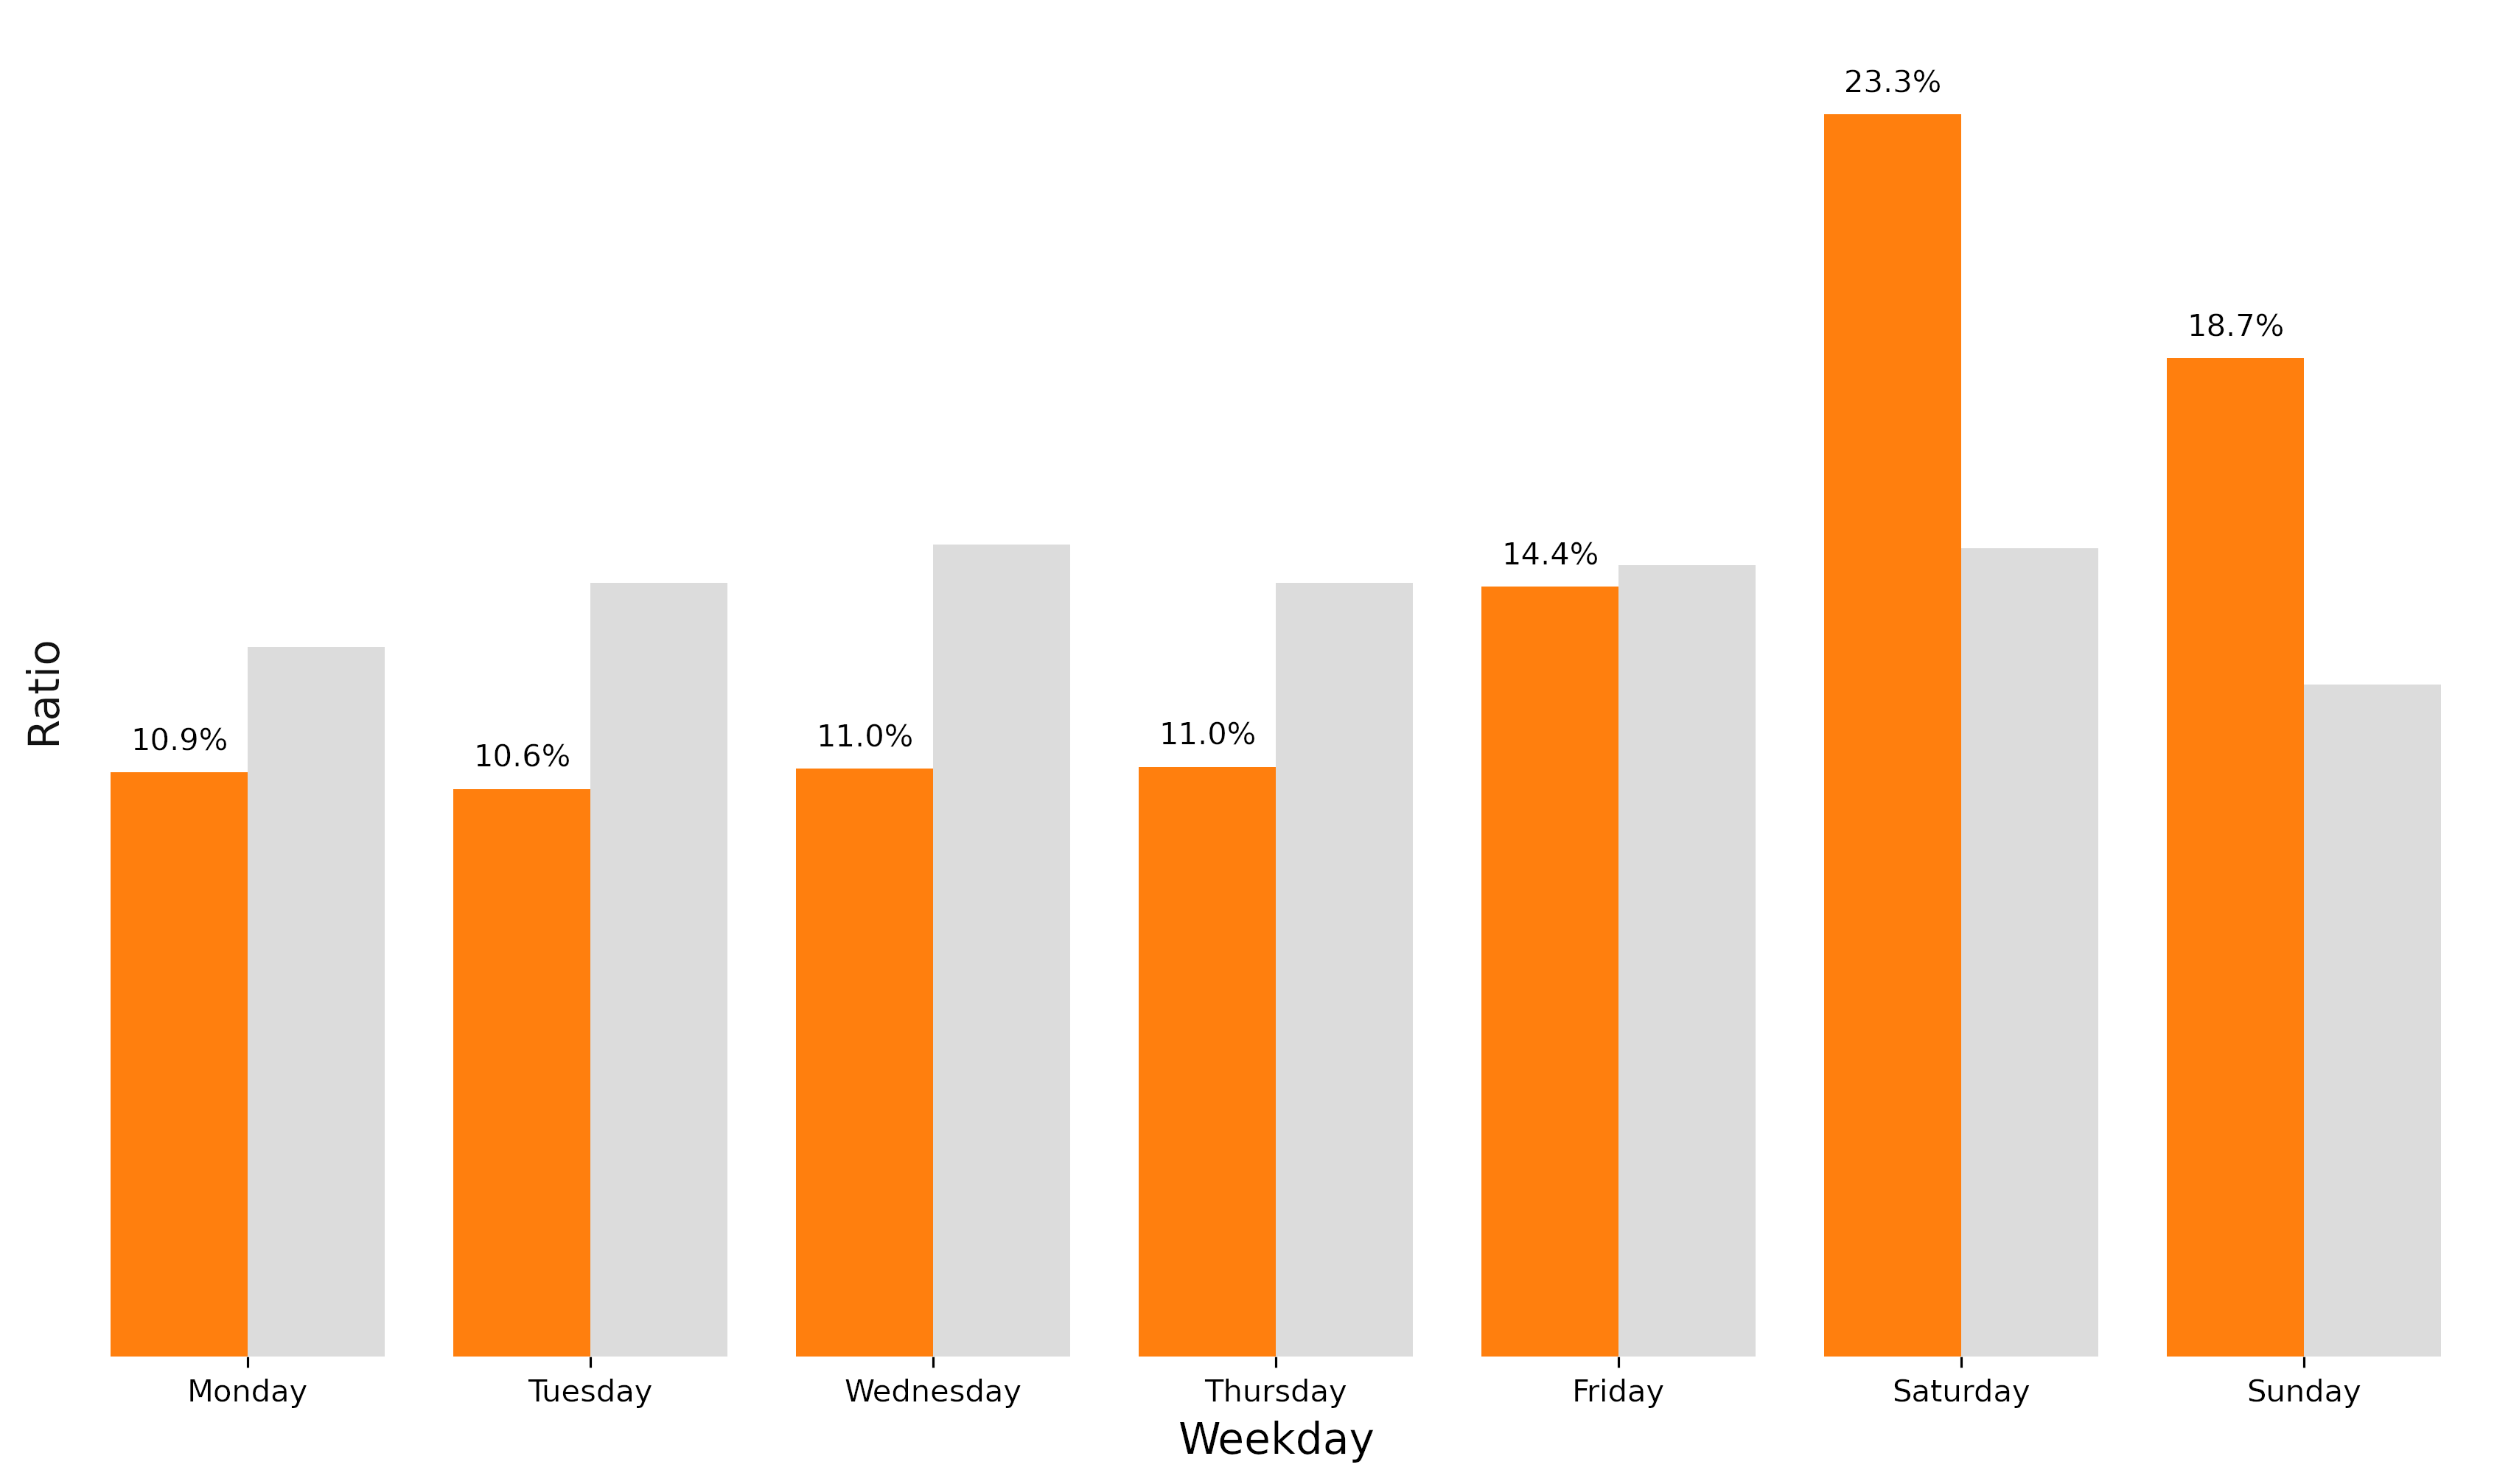 23.3%
18.7%
14.4%
10.9%
10.6%
11.0%
11.0%
Ratio
Monday
Tuesday
Wednesday
Thursday
Friday
Saturday
Sunday
Weekday